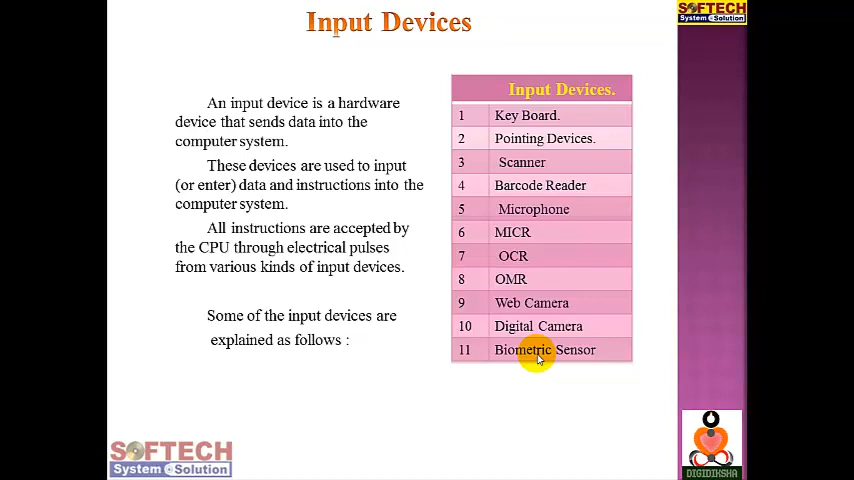 Input Devices
SOFTECH
System e Solution
An input device is a hardware
device that sends data into the
computer system.
These devices are used to input
(or enter) data and instructions into the
computer system.
All instructions are accepted by
the CPU through electrical pulses
from various kinds of input devices.
Some of the input devices are
explained as follows :
Input Devices.
1 Key Board.
2 Pointing Devices.
3 Scanner
4 Barcode Reader
5 Microphone
6 MICR
7 OCR
8 OMR
9 Web Camera
10 Digital Camera
11 Biometric Sensor
SOFTECH
System e Solution
DIGIDIKSHA